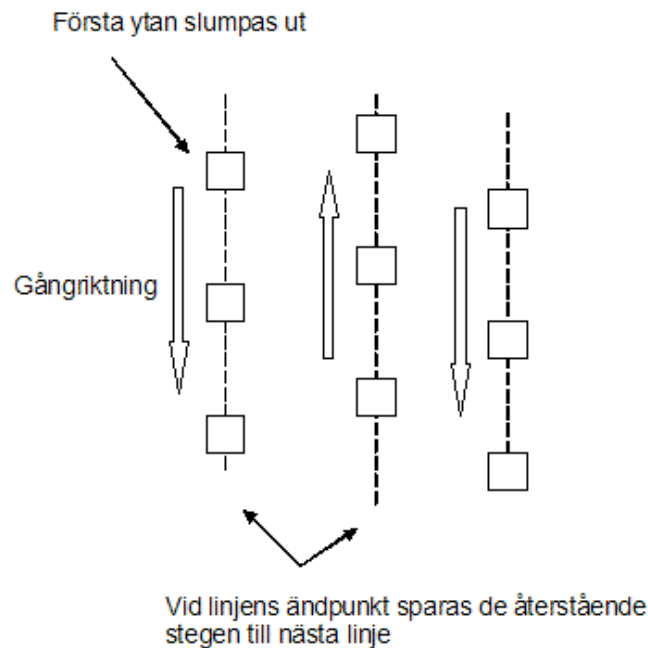 Första ytan slumpas ut
Gångriktning
Vid linjens ändpunkt sparas de återstående
stegen till nästa linje